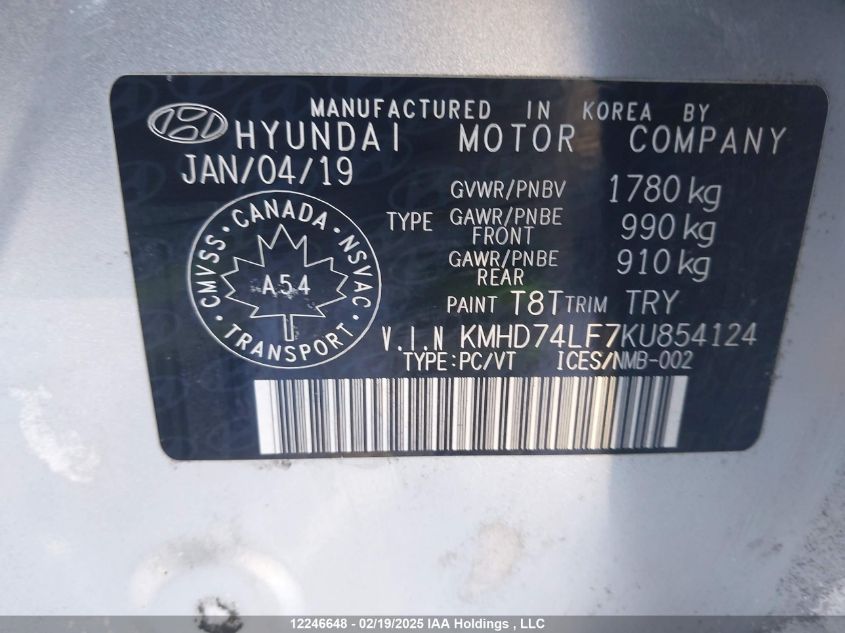 MANUFACTURED IN KOREA BY
HYUNDAI MOTOR COMPANY
JAN/04/19
GVWR/PNBV 1780 kg
TYPE GAWR/PNBE FRONT 990 kg
GAWR/PNBE REAR 910 kg
CMVSS · CANADA · NSVAC · TRANSPORT ·
A54
PAINT T8T TRIM TRY
V.I.N KMHD74LF7KU854124
TYPE:PC/VT ICES/NMB-002
12246648 - 02/19/2025 IAA Holdings , LLC